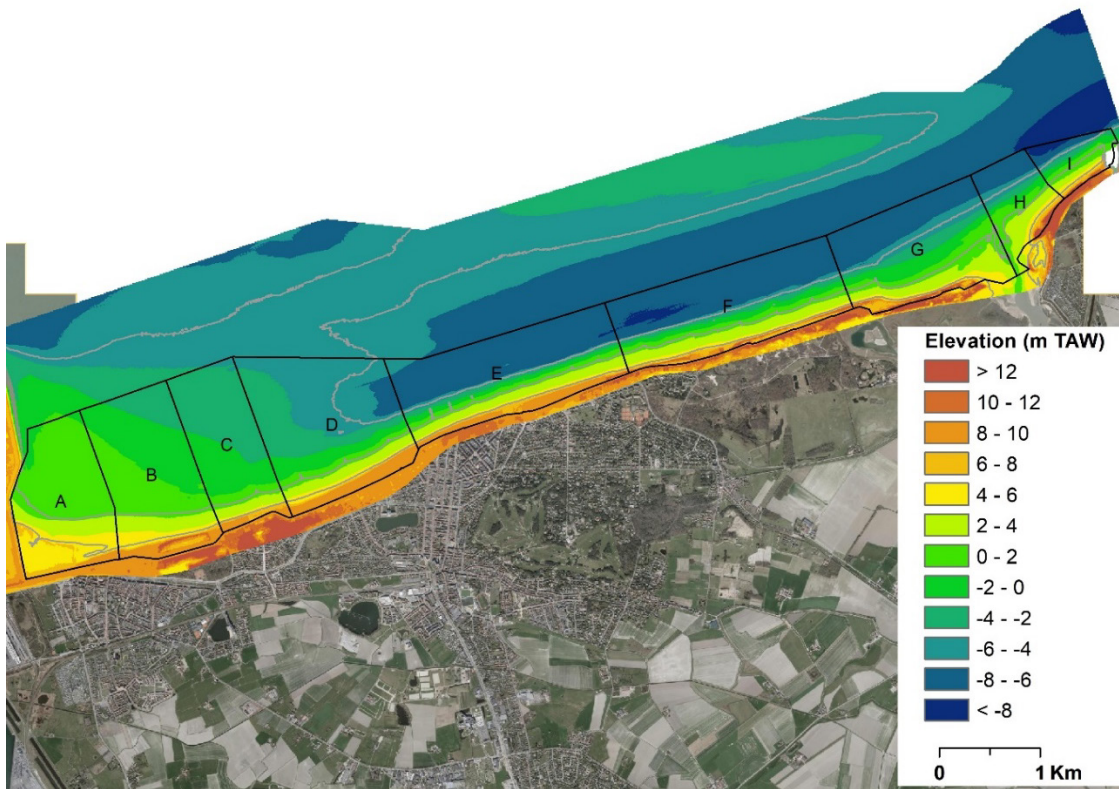 I
H
G
F
E
D
C
B
A
Elevation (m TAW)
> 12
10 - 12
8 - 10
6 - 8
4 - 6
2 - 4
0 - 2
-2 - 0
-4 - -2
-6 - -4
-8 - -6
< -8
0 1 Km